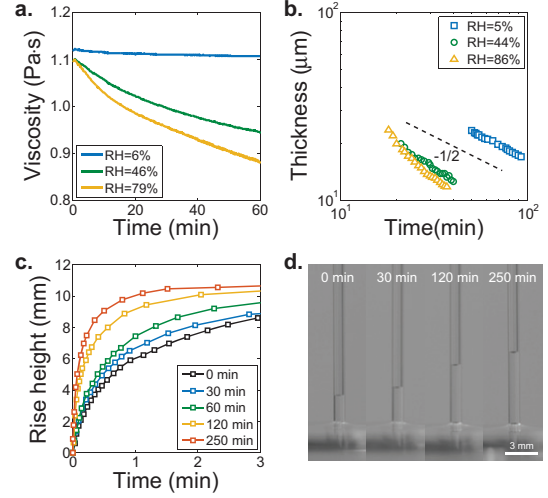 a.
Viscosity (Pa·s)
1.2
1.1
1.0
0.9
0.8
0
20
40
60
Time (min)
RH=6%
RH=46%
RH=79%
b.
Thickness (μm)
10²
10¹
10¹
10²
Time(min)
RH=5%
RH=44%
RH=86%
-1/2
c.
Rise height (mm)
12
10
8
6
4
2
0
0
1
2
3
Time (min)
0 min
30 min
60 min
120 min
250 min
d.
0 min
30 min
120 min
250 min
3 mm